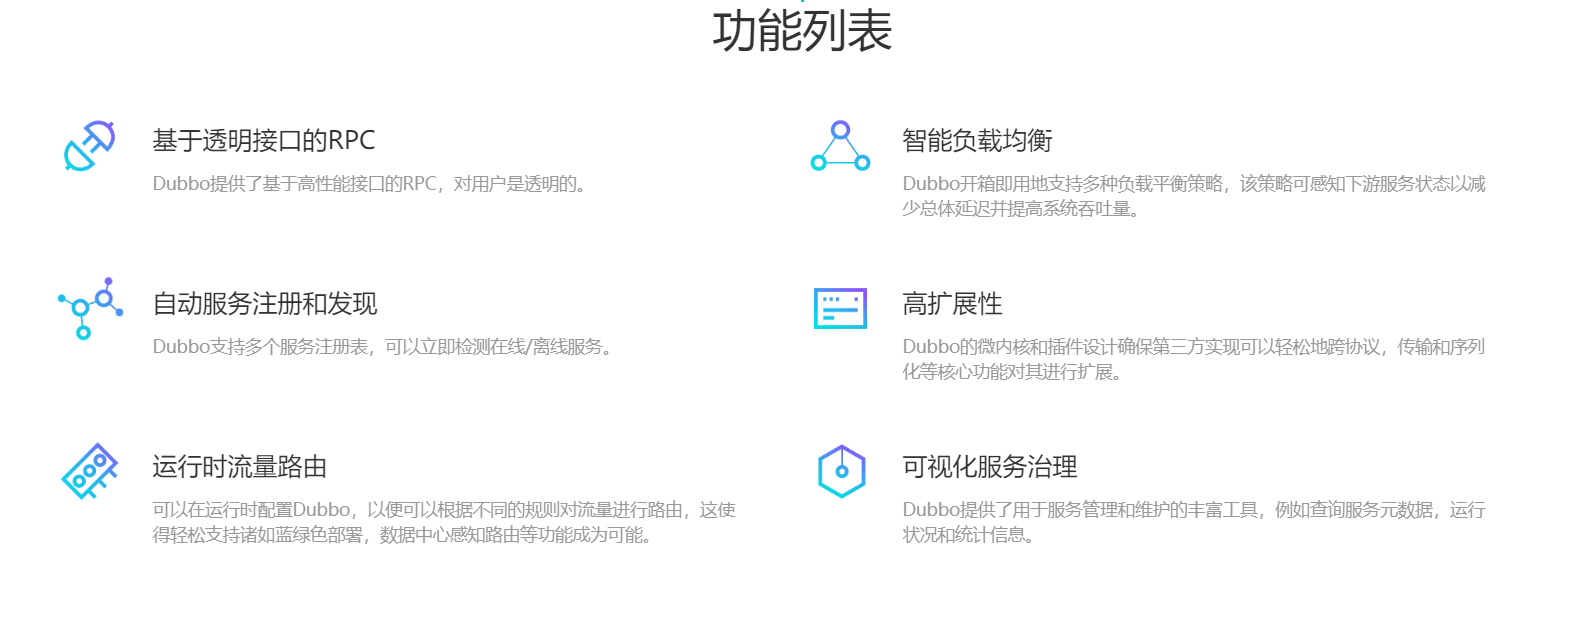 功能列表
基于透明接口的RPC
Dubbo提供了基于高性能接口的RPC，对用户是透明的。
智能负载均衡
Dubbo开箱即用地支持多种负载平衡策略，该策略可感知下游服务状态以减
少总体延迟并提高系统吞吐量。
自动服务注册和发现
Dubbo支持多个服务注册表，可以立即检测在线/离线服务。
高扩展性
Dubbo的微内核和插件设计确保第三方实现可以轻松地跨协议，传输和序列
化等核心功能对其进行扩展。
运行时流量路由
可以在运行时配置Dubbo，以便可以根据不同的规则对流量进行路由，这使
得轻松支持诸如蓝绿色部署，数据中心感知路由等功能成为可能。
可视化服务治理
Dubbo提供了用于服务管理和维护的丰富工具，例如查询服务元数据，运行
状况和统计信息。